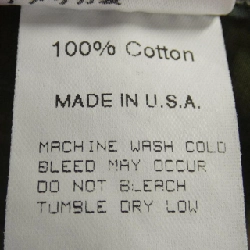 100% Cotton
MADE IN U.S.A.
MACHINE WASH COLD
BLEED MAY OCCUR
DO NOT BLEACH
TUMBLE DRY LOW